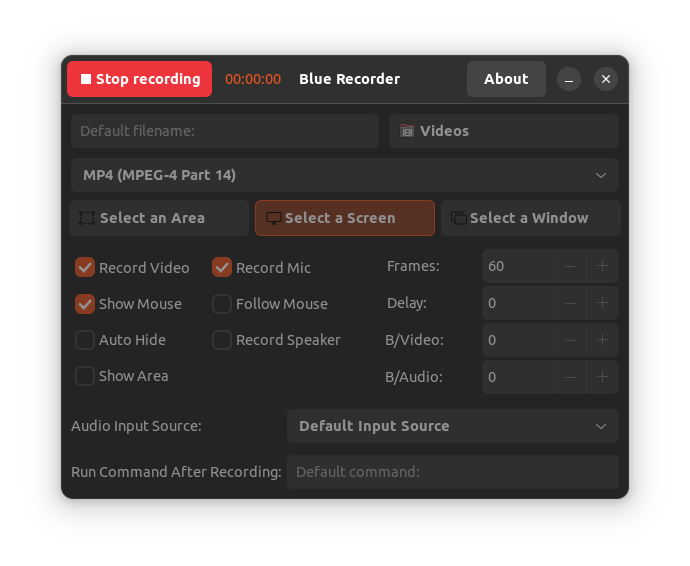 Stop recording 00:00:00 Blue Recorder About
Default filename: Videos
MP4 (MPEG-4 Part 14)
Select an Area Select a Screen Select a Window
Record Video Record Mic Frames: 60
Show Mouse Follow Mouse Delay: 0
Auto Hide Record Speaker B/Video: 0
Show Area B/Audio: 0
Audio Input Source: Default Input Source
Run Command After Recording: Default command: